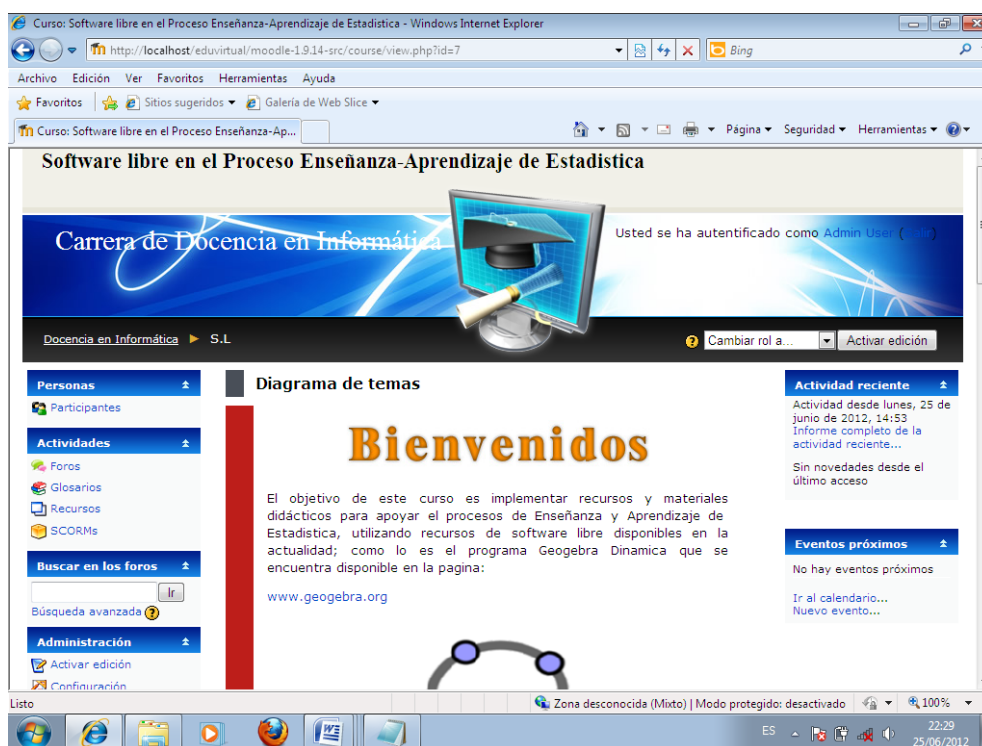 Curso: Software libre en el Proceso Enseñanza-Aprendizaje de Estadistica - Windows Internet Explorer
http://localhost/eduvirtual/moodle-1.9.14-src/course/view.php?id=7
Bing
Archivo Edición Ver Favoritos Herramientas Ayuda
Favoritos Sitios sugeridos Galería de Web Slice
Curso: Software libre en el Proceso Enseñanza-Ap...
Página Seguridad Herramientas
Software libre en el Proceso Enseñanza-Aprendizaje de Estadistica
Carrera de Docencia en Informática
Usted se ha autentificado como Admin User (
Docencia en Informática ► S.L
Cambiar rol a...
Activar edición
Personas
Participantes
Actividades
Foros
Glosarios
Recursos
SCORMs
Buscar en los foros
Ir
Búsqueda avanzada
Administración
Activar edición
Configuración
Diagrama de temas
Bienvenidos
El objetivo de este curso es implementar recursos y materiales
didácticos para apoyar el procesos de Enseñanza y Aprendizaje de
Estadistica, utilizando recursos de software libre disponibles en la
actualidad; como lo es el programa Geogebra Dinamica que se
encuentra disponible en la pagina:
www.geogebra.org
Actividad reciente
Actividad desde lunes, 25 de
junio de 2012, 14:53
Informe completo de la
actividad reciente...
Sin novedades desde el
último acceso
Eventos próximos
No hay eventos próximos
Ir al calendario...
Nuevo evento...
Listo
Zona desconocida (Mixto) | Modo protegido: desactivado
100%
ES
22:29
25/06/2012